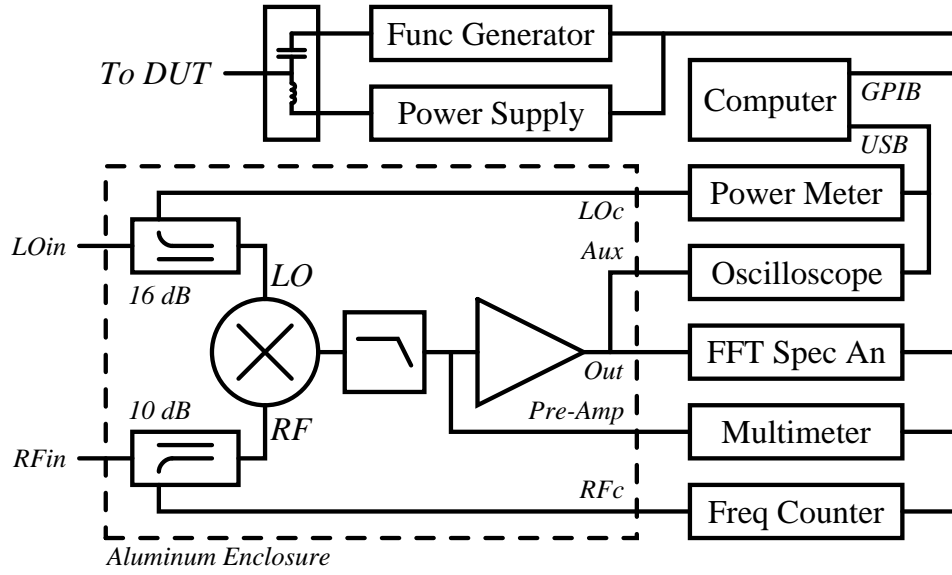 Func Generator
To DUT
Power Supply
Computer
GPIB
USB
Power Meter
LOc
LOin
16 dB
LO
Aux
Oscilloscope
FFT Spec An
Out
10 dB
RF
Pre-Amp
Multimeter
RFin
RFc
Freq Counter
Aluminum Enclosure